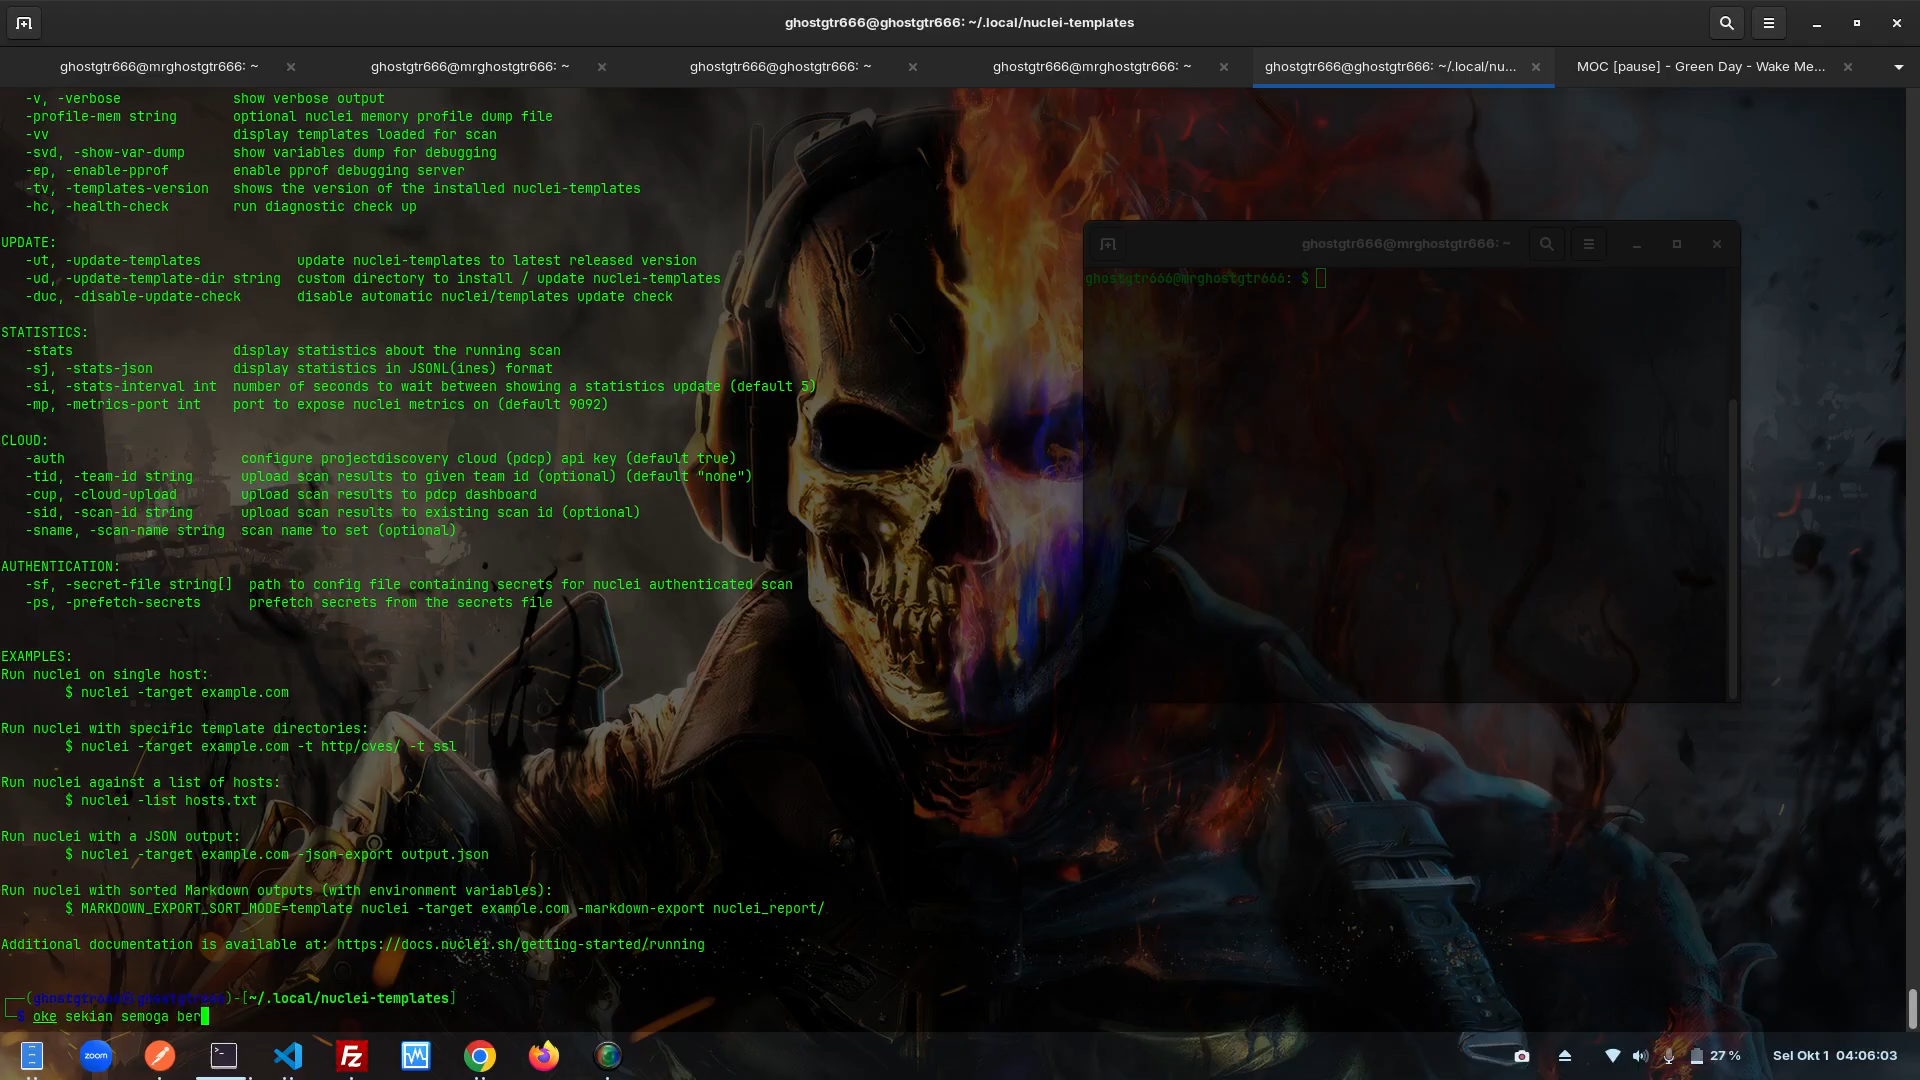 ghostgtr666@ghostgtr666: ~/.local/nuclei-templates
ghostgtr666@mrghostgtr666: ~
ghostgtr666@mrghostgtr666: ~
ghostgtr666@ghostgtr666: ~
ghostgtr666@mrghostgtr666: ~
ghostgtr666@ghostgtr666: ~/.local/nu...
MOC [pause] - Green Day - Wake Me...
-v, -verbose show verbose output
-profile-mem string optional nuclei memory profile dump file
-vv display templates loaded for scan
-svd, -show-var-dump show variables dump for debugging
-ep, -enable-pprof enable pprof debugging server
-tv, -templates-version shows the version of the installed nuclei-templates
-hc, -health-check run diagnostic check up
UPDATE:
-ut, -update-templates update nuclei-templates to latest released version
-ud, -update-template-dir string custom directory to install / update nuclei-templates
-duc, -disable-update-check disable automatic nuclei/templates update check
STATISTICS:
-stats display statistics about the running scan
-sj, -stats-json display statistics in JSONL(ines) format
-si, -stats-interval int number of seconds to wait between showing a statistics update (default 5)
-mp, -metrics-port int port to expose nuclei metrics on (default 9092)
CLOUD:
-auth configure projectdiscovery cloud (pdcp) api key (default true)
-tid, -team-id string upload scan results to given team id (optional) (default "none")
-cup, -cloud-upload upload scan results to pdcp dashboard
-sid, -scan-id string upload scan results to existing scan id (optional)
-sname, -scan-name string scan name to set (optional)
AUTHENTICATION:
-sf, -secret-file string[] path to config file containing secrets for nuclei authenticated scan
-ps, -prefetch-secrets prefetch secrets from the secrets file
EXAMPLES:
Run nuclei on single host:
$ nuclei -target example.com
Run nuclei with specific template directories:
$ nuclei -target example.com -t http/cves/ -t ssl
Run nuclei against a list of hosts:
$ nuclei -list hosts.txt
Run nuclei with a JSON output:
$ nuclei -target example.com -json-export output.json
Run nuclei with sorted Markdown outputs (with environment variables):
$ MARKDOWN_EXPORT_SORT_MODE=template nuclei -target example.com -markdown-export nuclei_report/
Additional documentation is available at: https://docs.nuclei.sh/getting-started/running
(ghostgtr666@ghostgtr666)-[~/.local/nuclei-templates]
$ oke sekian semoga ber
ghostgtr666@mrghostgtr666: ~
ghostgtr666@mrghostgtr666: $
zoom
Fz
27 %
Sel Okt 1 04:06:03